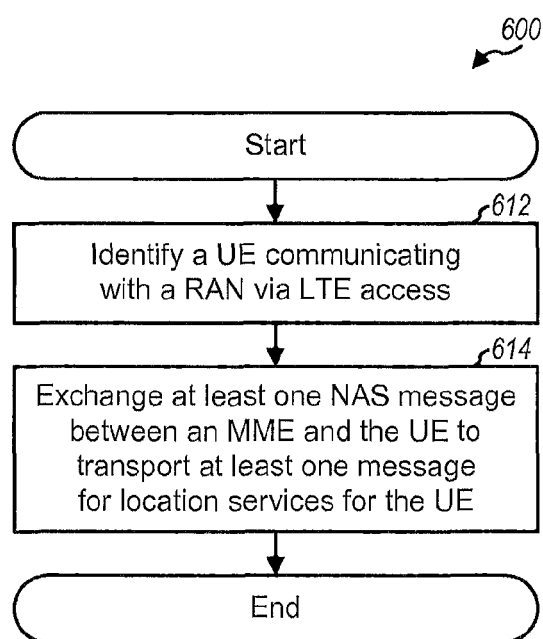 600
Start
612
Identify a UE communicating
with a RAN via LTE access
614
Exchange at least one NAS message
between an MME and the UE to
transport at least one message
for location services for the UE
End